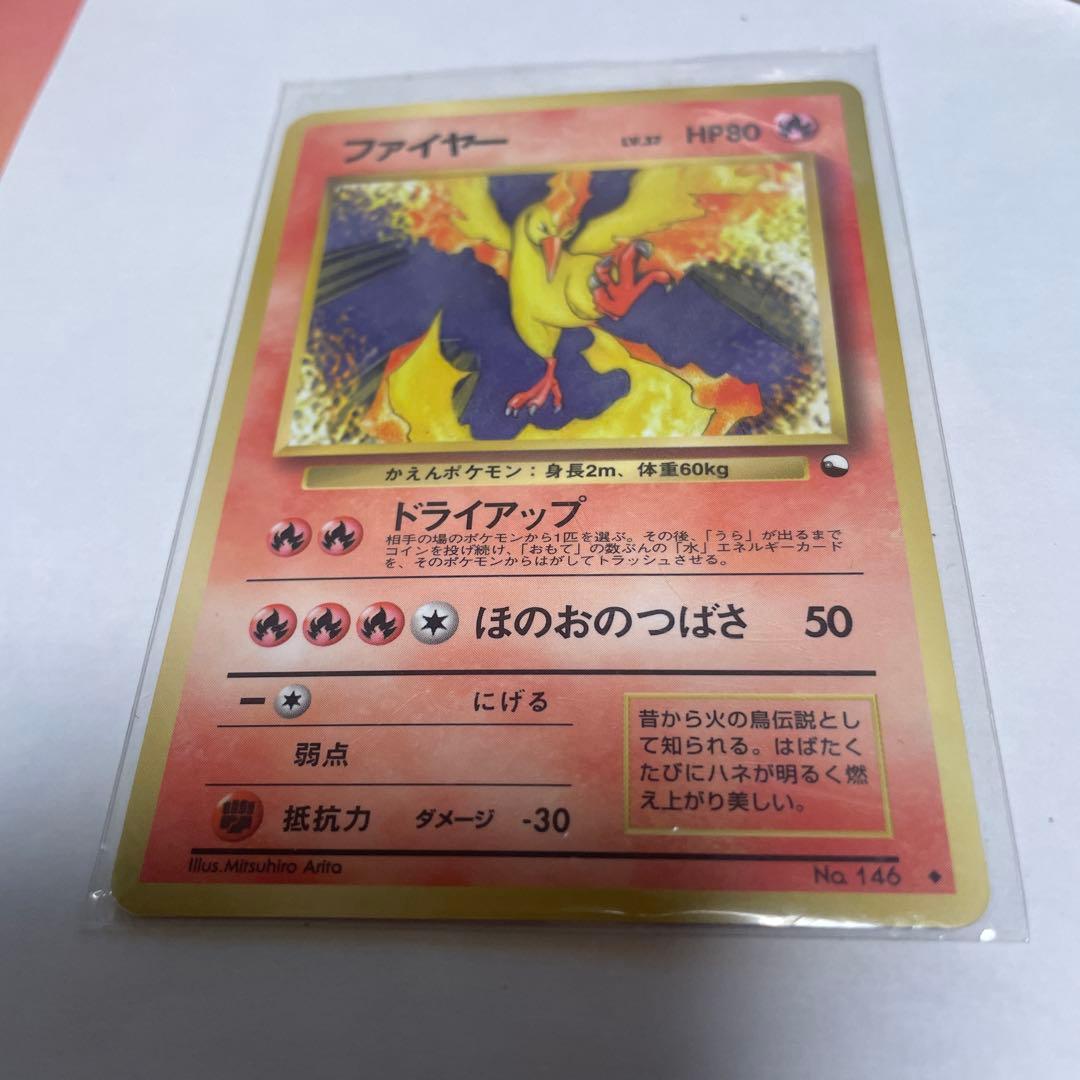 ファイヤー LV.37 HP80
かえんポケモン：身長2m、体重60kg
ドライアップ
相手の場のポケモンから1匹を選ぶ。その後、「うら」が出るまで
コインを投げ続け、「おもて」の数ぶんの「水」エネルギーカード
を、そのポケモンからはがしてトラッシュさせる。
ほのおのつばさ 50
にげる
弱点
抵抗力 ダメージ -30
昔から火の鳥伝説とし
て知られる。はばたく
たびにハネが明るく燃
え上がり美しい。
Illus.Mitsuhiro Arita
No. 146